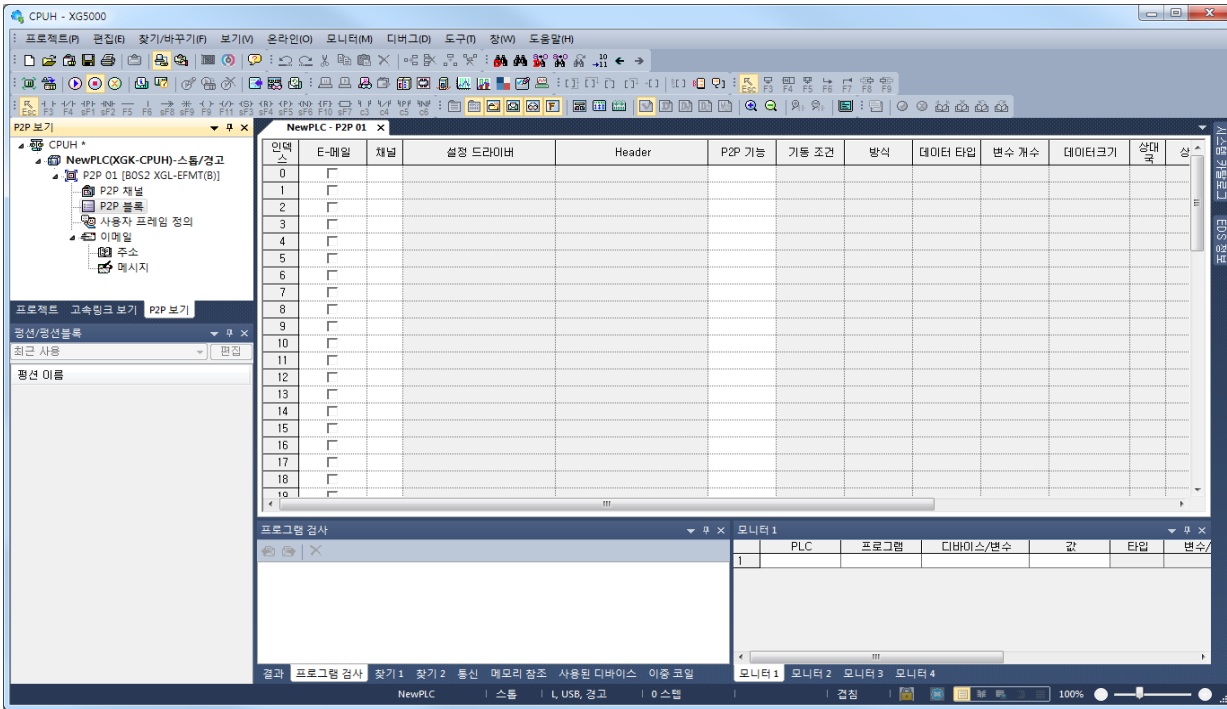 CPUH - XG5000
프로젝트(P) 편집(E) 찾기/바꾸기(F) 보기(V) 온라인(O) 모니터(M) 디버그(D) 도구(T) 창(W) 도움말(H)
P2P 보기
CPUH *
NewPLC(XGK-CPUH)-스톱/경고
P2P 01 [B0S2 XGL-EFMT(B)]
P2P 채널
P2P 블록
사용자 프레임 정의
이메일
주소
메시지
프로젝트 고속링크 보기 P2P 보기
펑션/펑션블록
최근 사용 편집
펑션 이름
NewPLC - P2P 01
인덱스 E-메일 채널 설정 드라이버 Header P2P 기능 기동 조건 방식 데이터 타입 변수 개수 데이터크기 상대국 상
0
1
2
3
4
5
6
7
8
9
10
11
12
13
14
15
16
17
18
19
시스템 카탈로그
EDS 정보
프로그램 검사
결과 프로그램 검사 찾기 1 찾기 2 통신 메모리 참조 사용된 디바이스 이중 코일
모니터 1
PLC 프로그램 디바이스/변수 값 타입 변수/
1
모니터 1 모니터 2 모니터 3 모니터 4
NewPLC 스톱 L, USB, 경고 0 스텝 겹침 100%